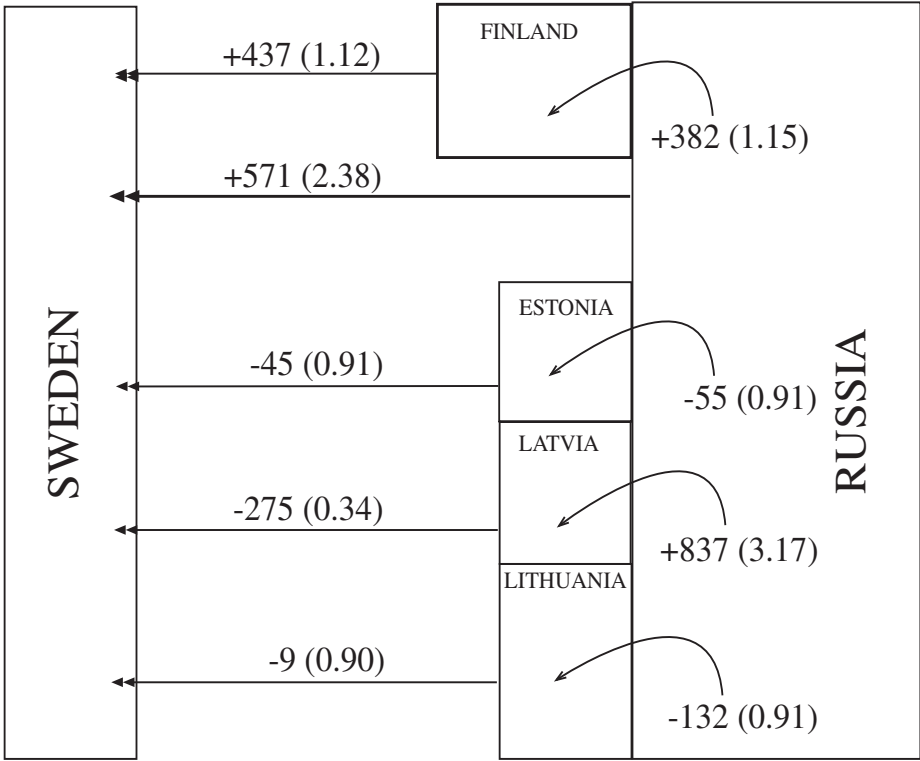 FINLAND
+437 (1.12)
+382 (1.15)
+571 (2.38)
SWEDEN
ESTONIA
-45 (0.91)
-55 (0.91)
RUSSIA
LATVIA
-275 (0.34)
+837 (3.17)
LITHUANIA
-9 (0.90)
-132 (0.91)